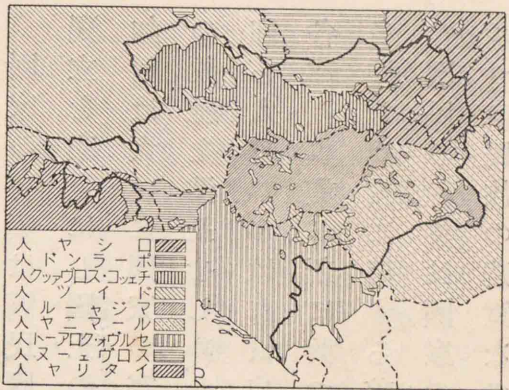 ロシヤ人
ポーランド人
チェッコ・スロヴァック人
ドイツ人
マジャール人
ルーマニヤ人
セルヴォ・クロアート人
スロヴェーヌ人
イタリヤ人